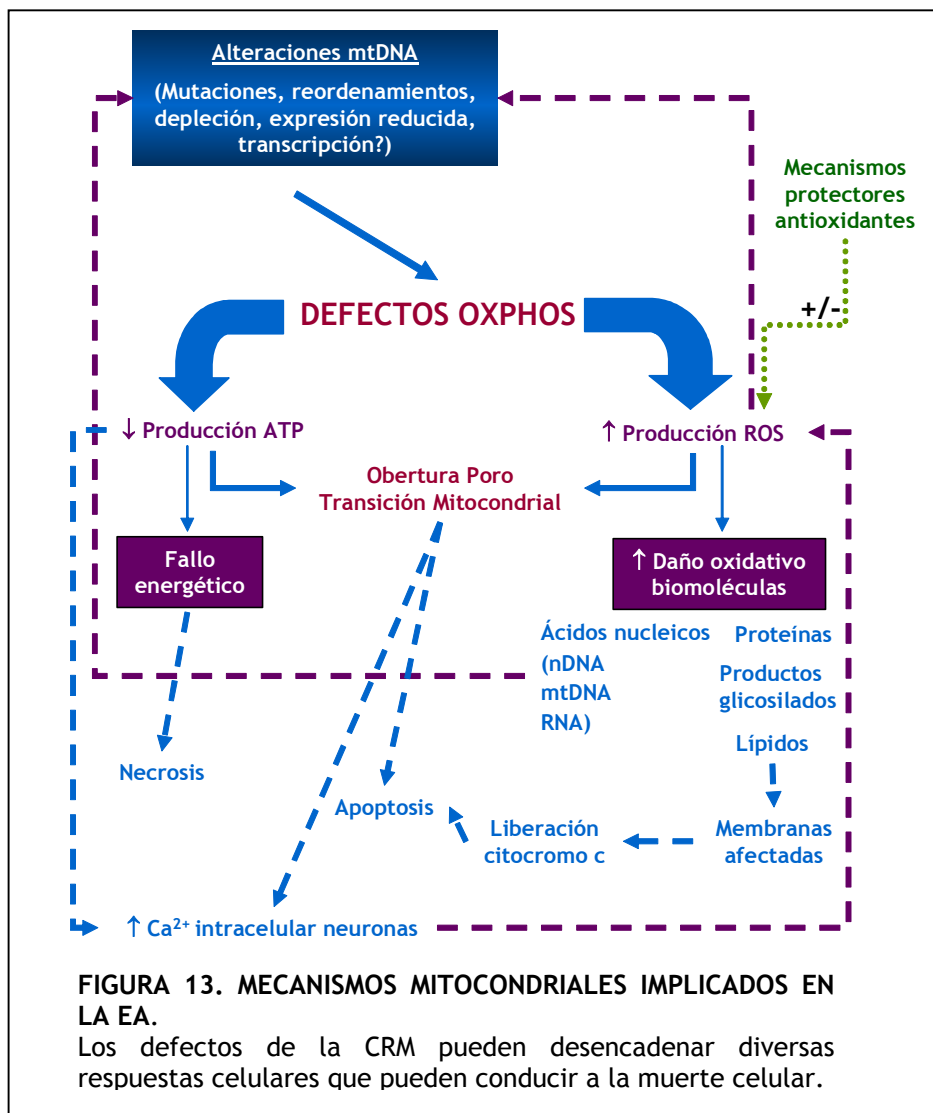 Alteraciones mtDNA
(Mutaciones, reordenamientos,
depleción, expresión reducida,
transcripción?)
Mecanismos
protectores
antioxidantes
+/-
DEFECTOS OXPHOS
↓ Producción ATP
↑ Producción ROS
Obertura Poro
Transición Mitocondrial
Fallo
energético
↑ Daño oxidativo
biomoléculas
Ácidos nucleicos
(nDNA
mtDNA
RNA)
Proteínas
Productos
glicosilados
Lípidos
Necrosis
Apoptosis
Liberación
citocromo c
Membranas
afectadas
↑ Ca²⁺ intracelular neuronas
FIGURA 13. MECANISMOS MITOCONDRIALES IMPLICADOS EN
LA EA.
Los defectos de la CRM pueden desencadenar diversas
respuestas celulares que pueden conducir a la muerte celular.